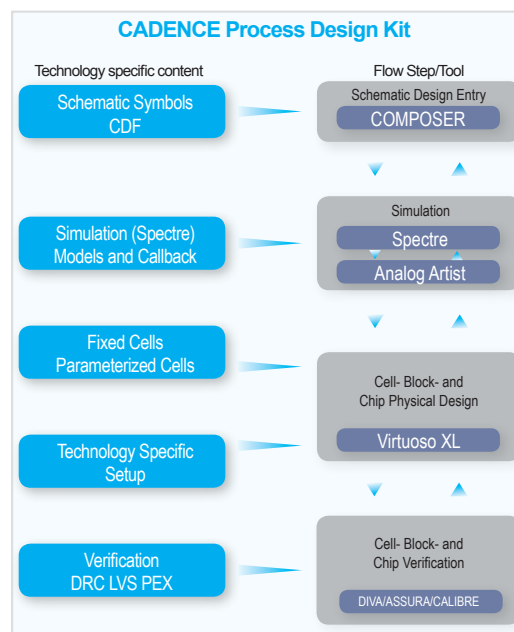 CADENCE Process Design Kit
Technology specific content
Flow Step/Tool
Schematic Symbols
CDF
Schematic Design Entry
COMPOSER
Simulation (Spectre)
Models and Callback
Simulation
Spectre
Analog Artist
Fixed Cells
Parameterized Cells
Cell- Block- and
Chip Physical Design
Virtuoso XL
Technology Specific
Setup
Verification
DRC LVS PEX
Cell- Block- and
Chip Verification
DIVA/ASSURA/CALIBRE